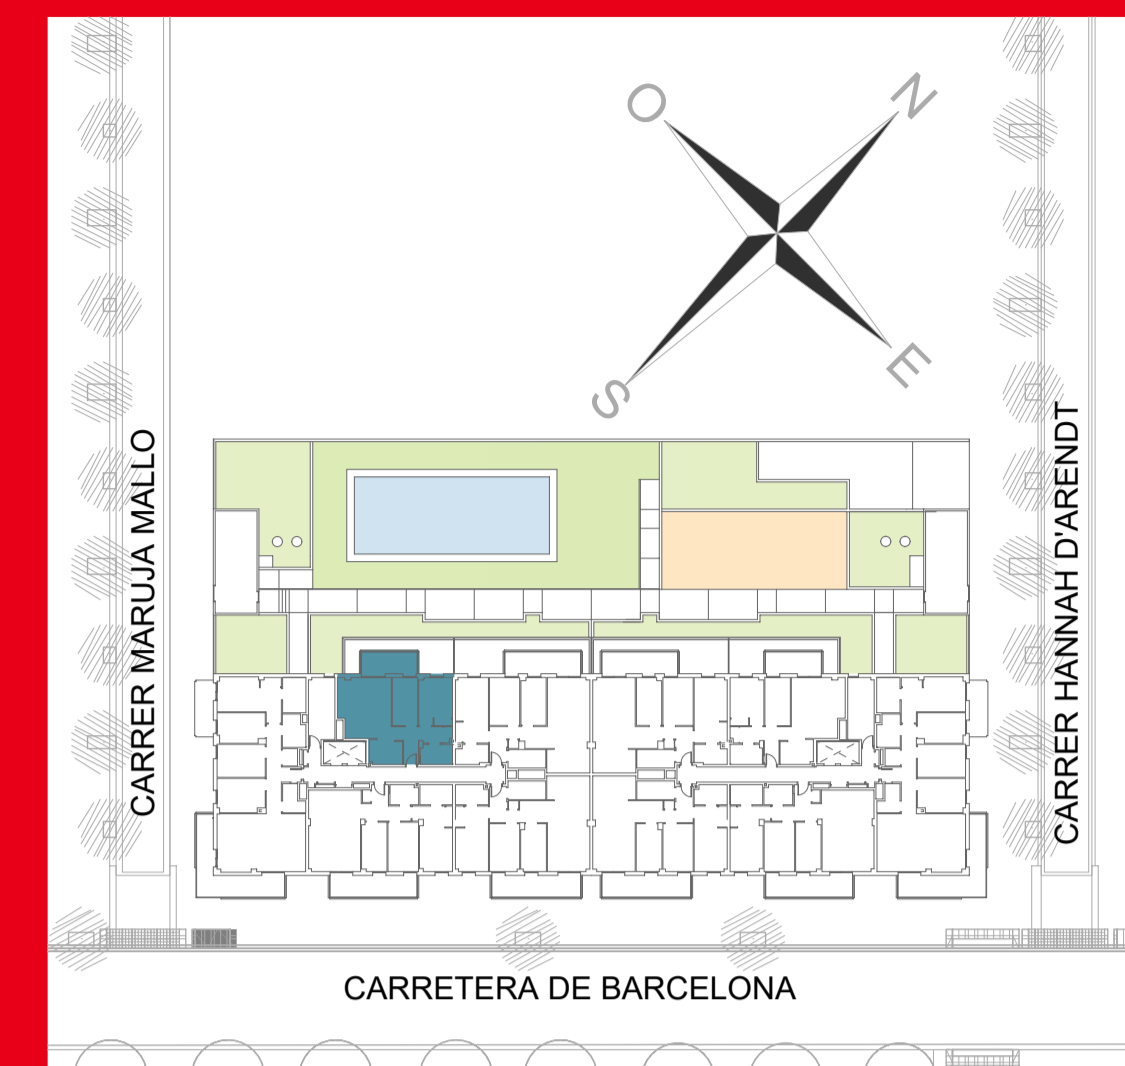 O
N
S
E
CARRER MARUJA MALLO
CARRER HANNAH D'ARENDT
CARRETERA DE BARCELONA